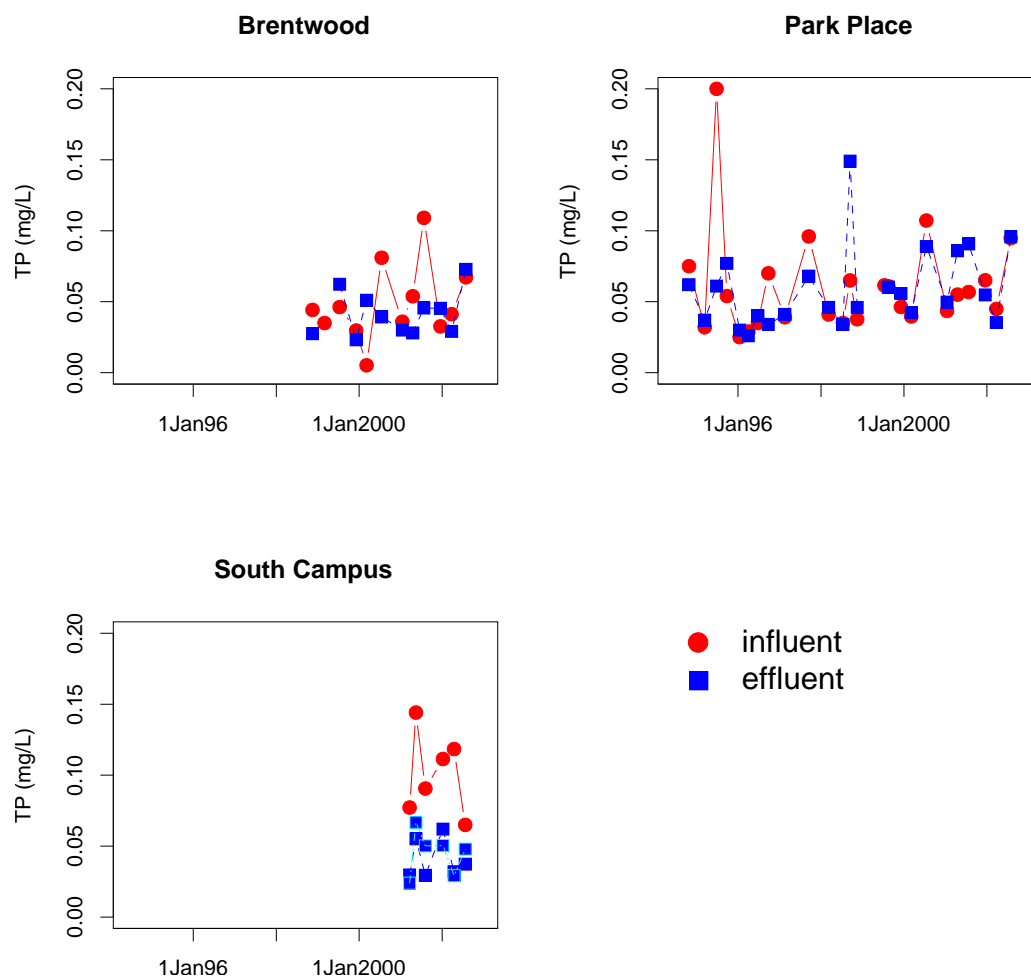 Brentwood
TP (mg/L)
0.20
0.15
0.10
0.05
0.00
1Jan96
1Jan2000
Park Place
TP (mg/L)
0.20
0.15
0.10
0.05
0.00
1Jan96
1Jan2000
South Campus
TP (mg/L)
0.20
0.15
0.10
0.05
0.00
1Jan96
1Jan2000
influent
effluent